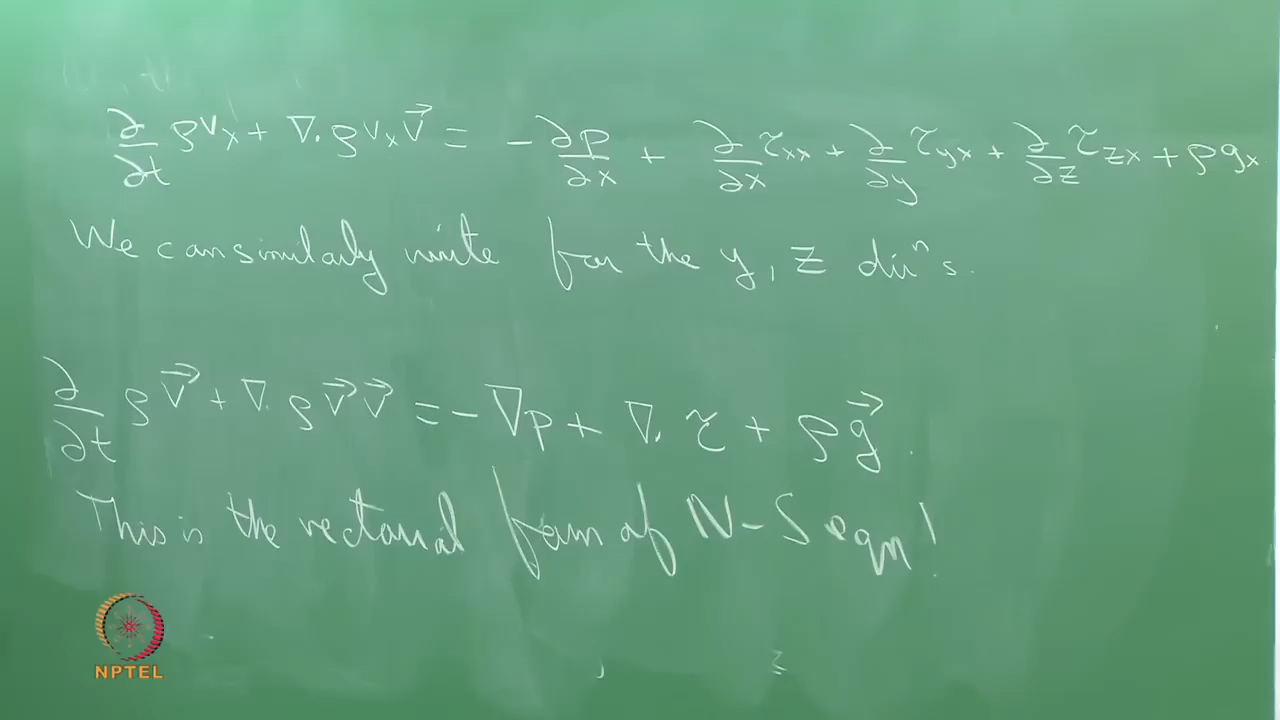 ∂/∂t ρv_x + ∇. ρv_x v⃗ = - ∂p/∂x + ∂/∂x τ_xx + ∂/∂y τ_yx + ∂/∂z τ_zx + ρg_x
We can similarly write for the y, z dirⁿs.
∂/∂t ρv⃗ + ∇. ρv⃗v⃗ = - ∇p + ∇. τ + ρg⃗.
This is the vectorial form of N-S eqn!
NPTEL